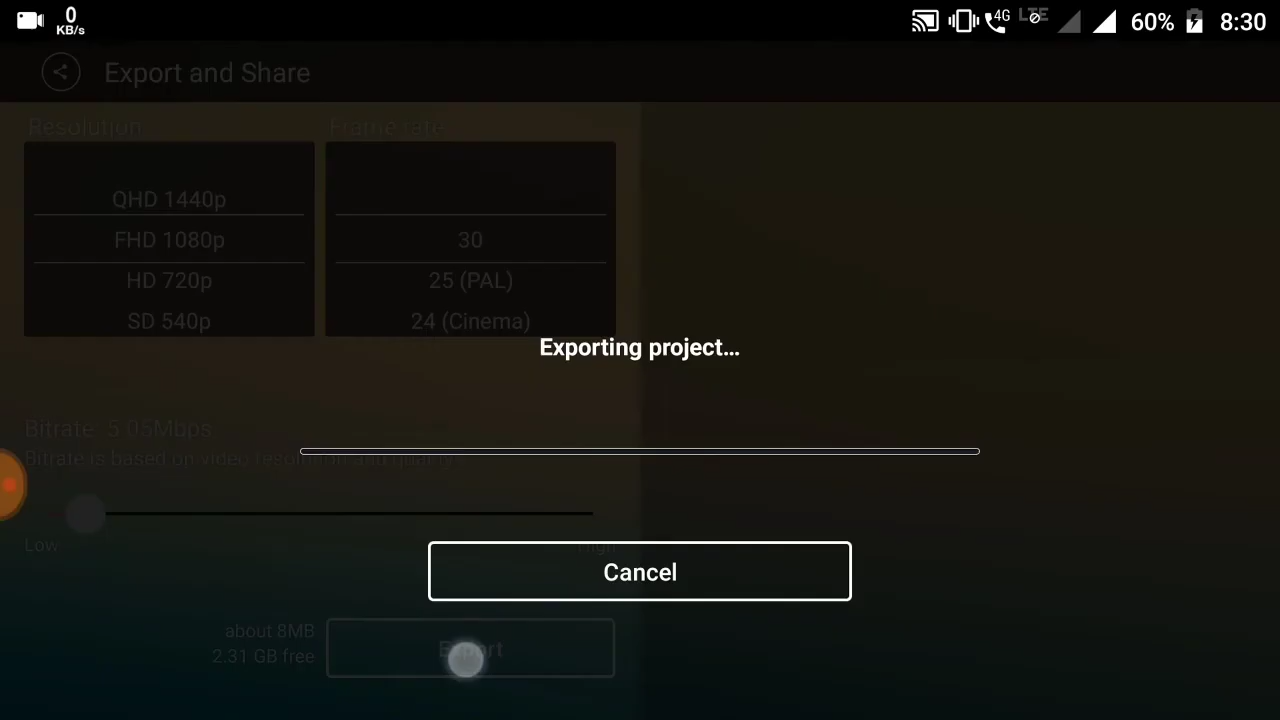 0
KB/s
4G
LTE
60%
8:30
Export and Share
Resolution
Frame rate
QHD 1440p
FHD 1080p
HD 720p
SD 540p
30
25 (PAL)
24 (Cinema)
Exporting project...
Bitrate 5.05Mbps
Bitrate is based on video resolution and quality.
Low
High
Cancel
about 8MB
2.31 GB free
Export